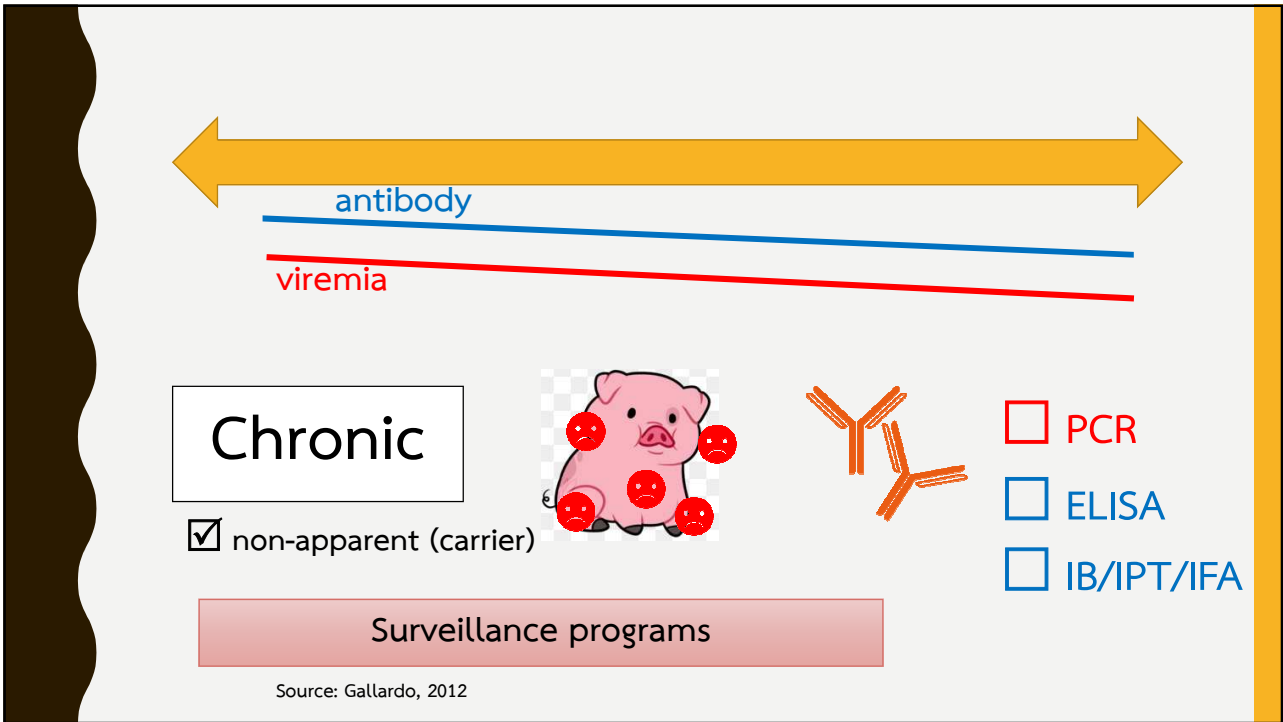 antibody
viremia
Chronic
☑ non-apparent (carrier)
☐ PCR
☐ ELISA
☐ IB/IPT/IFA
Surveillance programs
Source: Gallardo, 2012